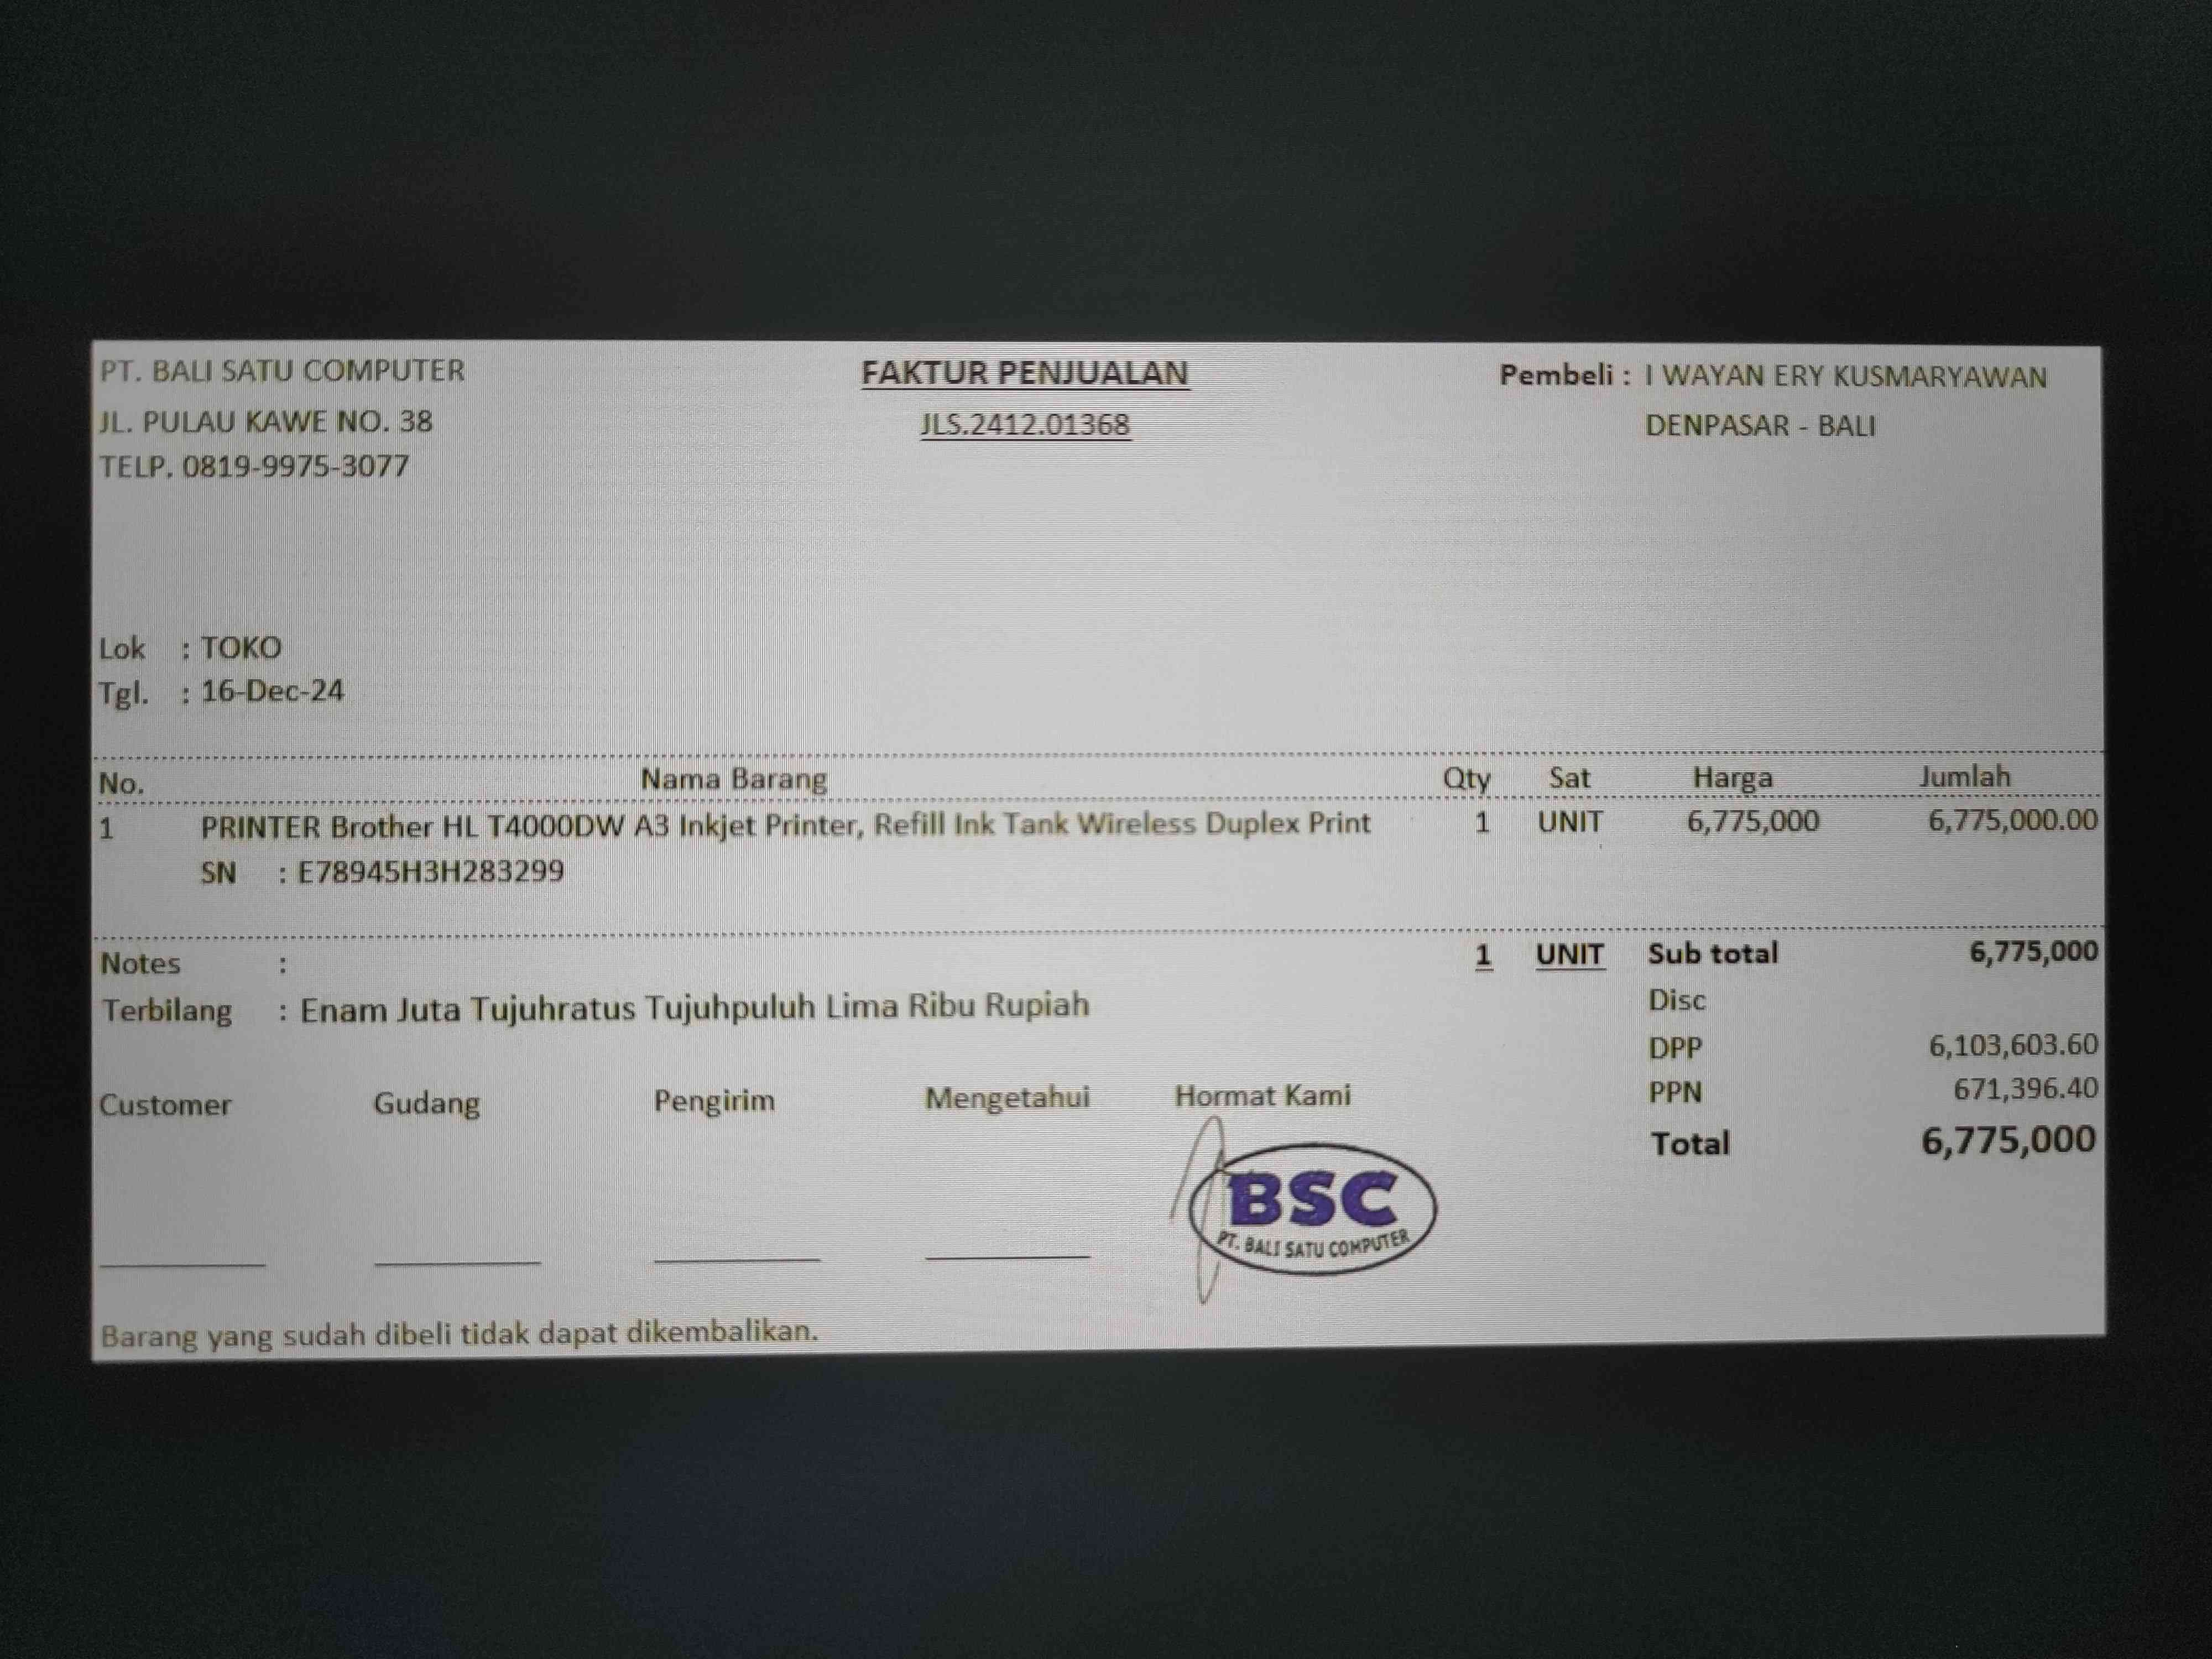 PT. BALI SATU COMPUTER
JL. PULAU KAWE NO. 38
TELP. 0819-9975-3077
FAKTUR PENJUALAN
JLS.2412.01368
Pembeli : I WAYAN ERY KUSMARYAWAN
DENPASAR - BALI
Lok : TOKO
Tgl. : 16-Dec-24
No. Nama Barang Qty Sat Harga Jumlah
1 PRINTER Brother HL T4000DW A3 Inkjet Printer, Refill Ink Tank Wireless Duplex Print 1 UNIT 6,775,000 6,775,000.00
SN : E78945H3H283299
Notes : 1 UNIT Sub total 6,775,000
Terbilang : Enam Juta Tujuhratus Tujuhpuluh Lima Ribu Rupiah Disc
DPP 6,103,603.60
PPN 671,396.40
Total 6,775,000
Customer Gudang Pengirim Mengetahui Hormat Kami
BSC
PT. BALI SATU COMPUTER
Barang yang sudah dibeli tidak dapat dikembalikan.